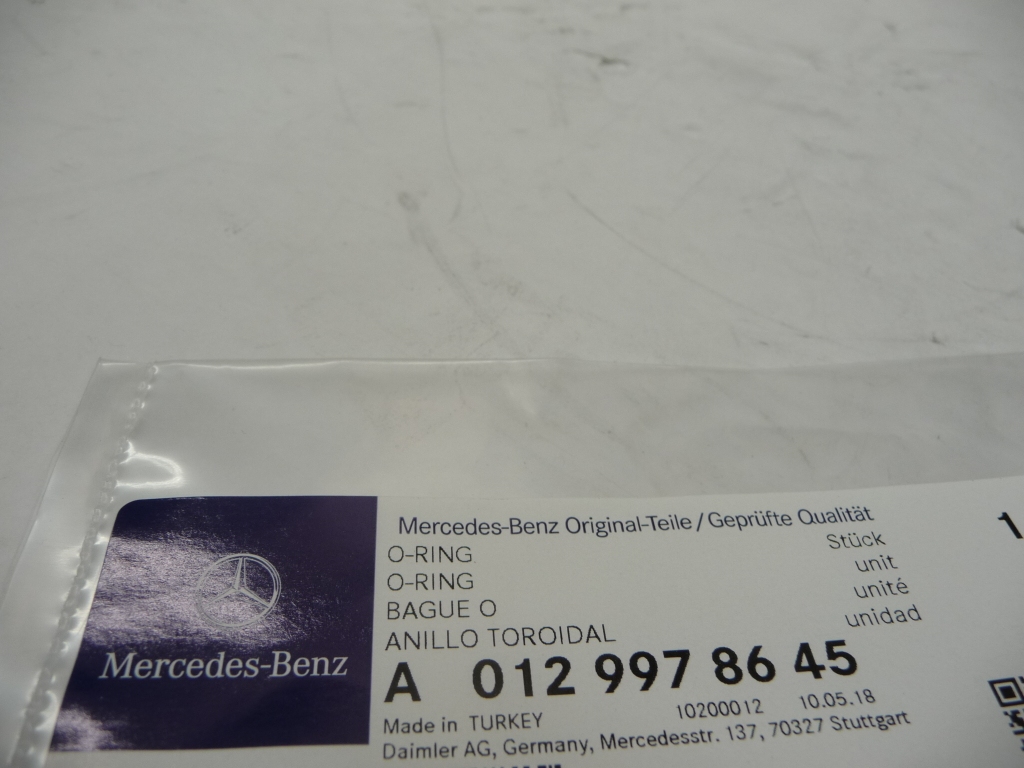 Mercedes-Benz Original-Teile/Geprüfte Qualität
O-RING Stück 1
O-RING unit
BAGUE O unité
ANILLO TOROIDAL unidad
Mercedes-Benz
A 012 997 86 45
Made in TURKEY 10200012 10.05.18
Daimler AG, Germany, Mercedesstr. 137, 70327 Stuttgart